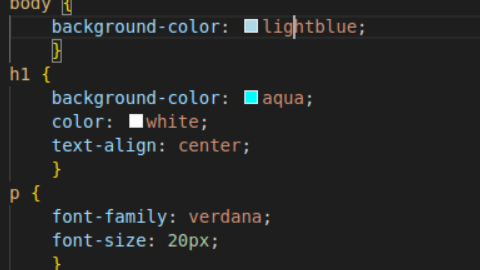 body {
background-color: lightblue;
}
h1 {
background-color: aqua;
color: white;
text-align: center;
}
p {
font-family: verdana;
font-size: 20px;
}